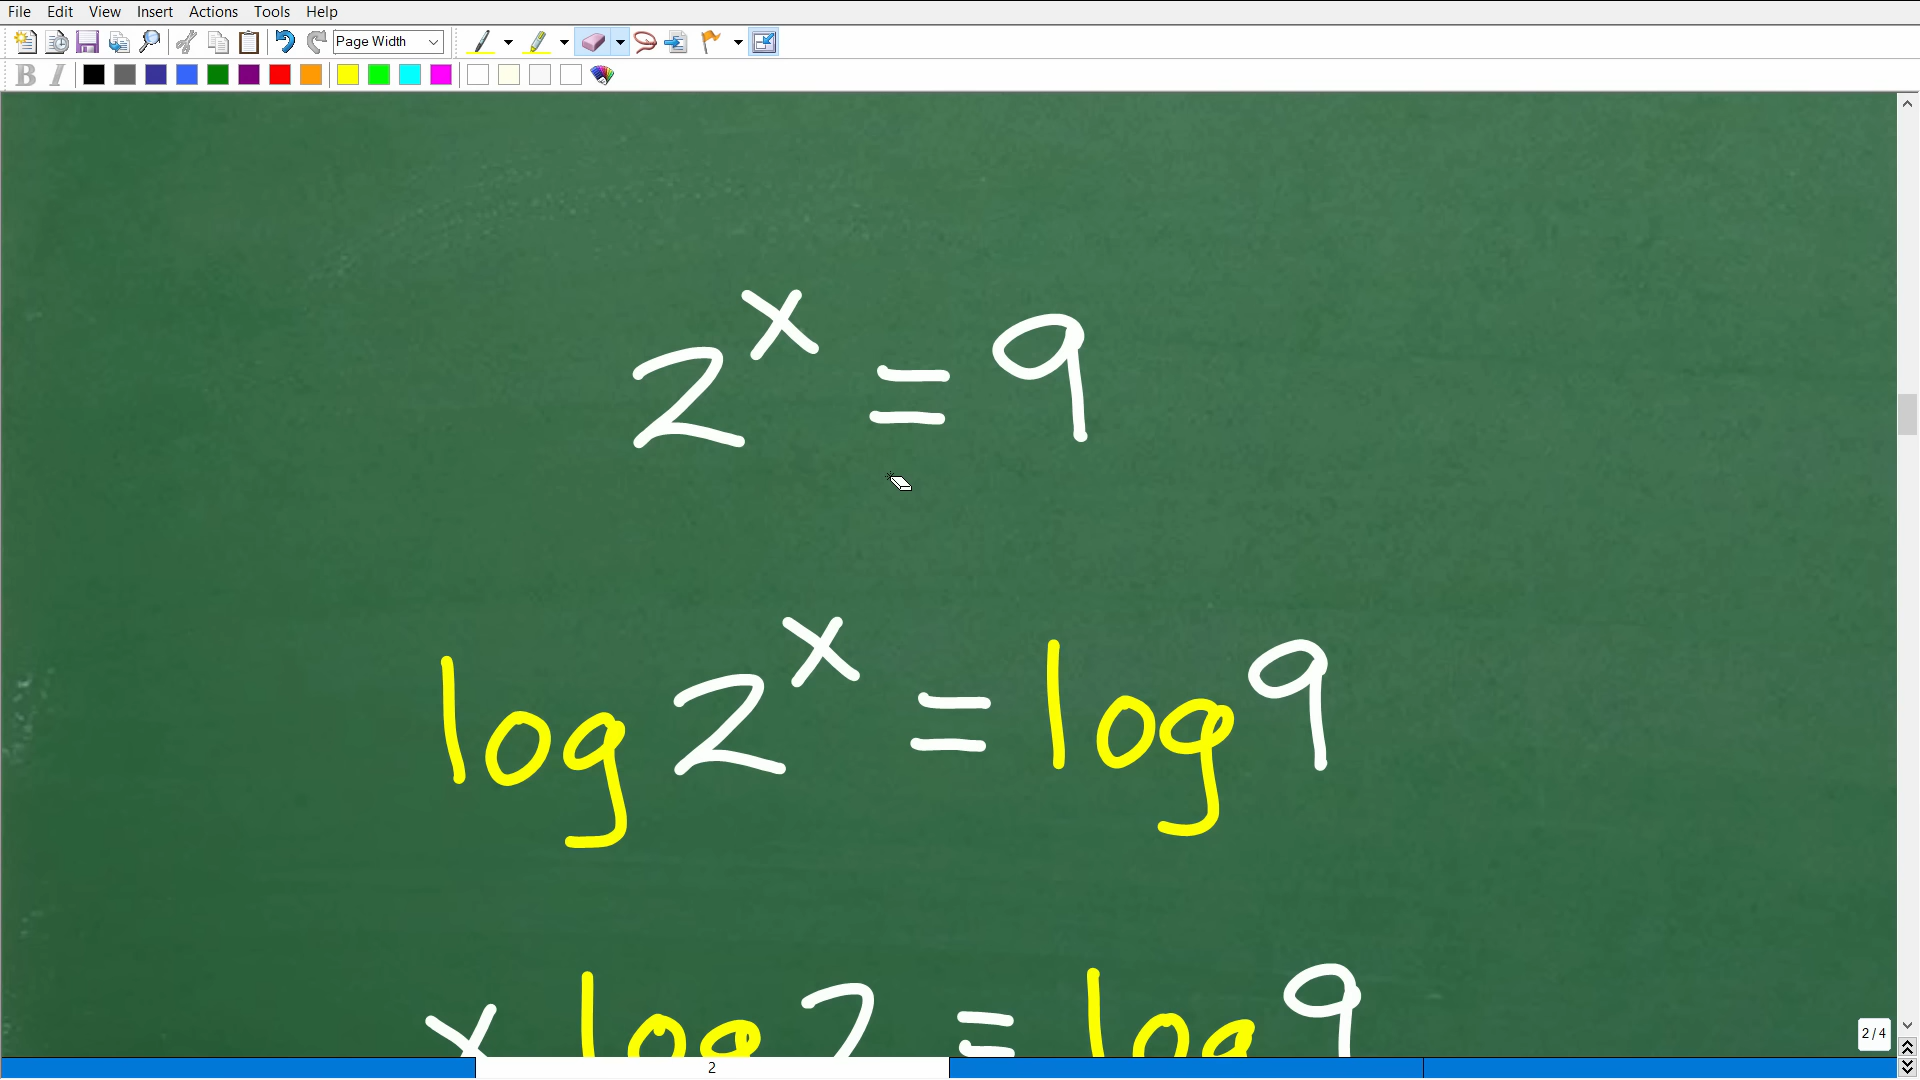 File Edit View Insert Actions Tools Help
Page Width
B I
2^x = 9
log 2^x = log 9
x log 2 = log 9
2 / 4
2